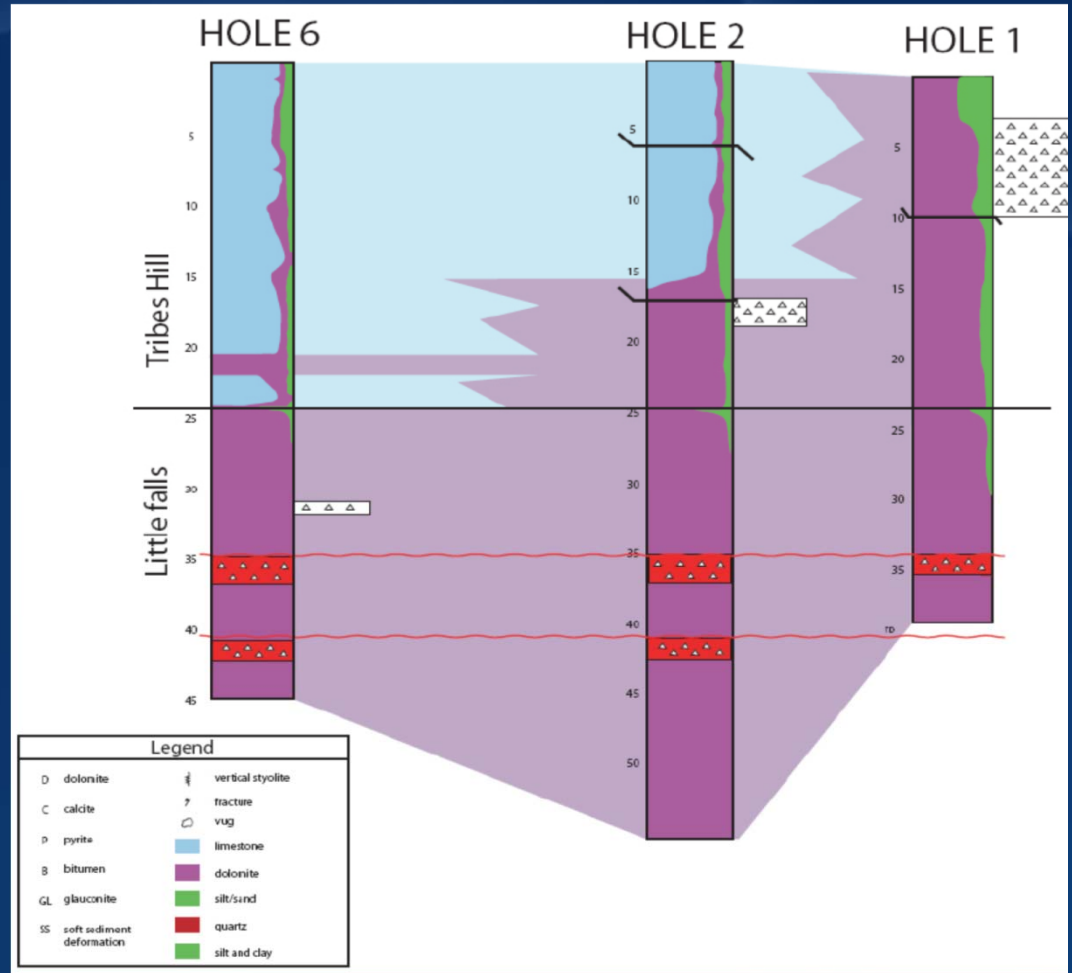 HOLE 6
HOLE 2
HOLE 1
Tribes Hill
Little falls
5
10
15
20
25
30
35
40
45
5
10
15
20
25
30
35
40
45
50
5
10
15
20
25
30
35
TD
Legend
D dolomite
C calcite
P pyrite
B bitumen
GL glauconite
SS soft sediment
deformation
vertical styolite
fracture
vug
limestone
dolomite
silt/sand
quartz
silt and clay